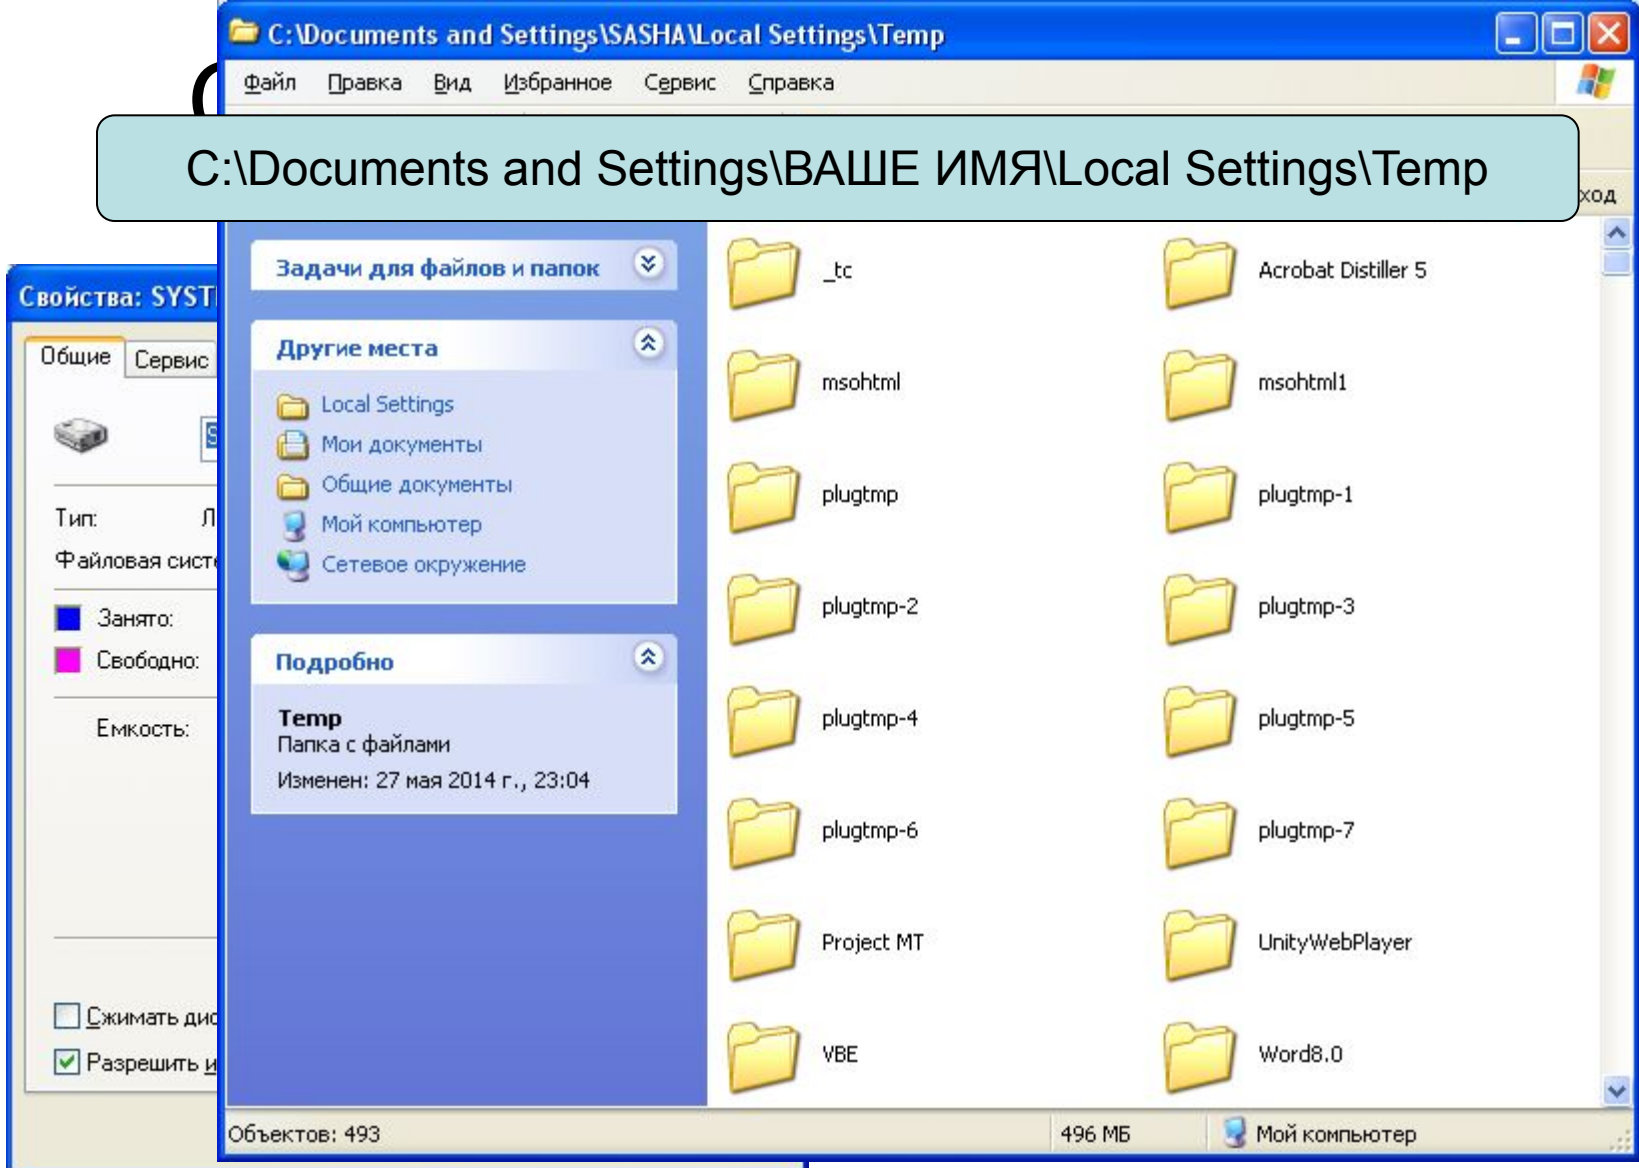 C:\Documents and Settings\SASHA\Local Settings\Temp
Файл Правка Вид Избранное Сервис Справка
C:\Documents and Settings\ВАШЕ ИМЯ\Local Settings\Temp
Задачи для файлов и папок
Другие места
Local Settings
Мои документы
Общие документы
Мой компьютер
Сетевое окружение
Подробно
Temp
Папка с файлами
Изменен: 27 мая 2014 г., 23:04
_tc Acrobat Distiller 5
msohtml msohtml1
plugtmp plugtmp-1
plugtmp-2 plugtmp-3
plugtmp-4 plugtmp-5
plugtmp-6 plugtmp-7
Project MT UnityWebPlayer
VBE Word8.0
Объектов: 493 496 МБ Мой компьютер
Свойства: SYST
Общие Сервис
Тип:
Файловая
Занято:
Свободно:
Емкость:
Сжимать
Разрешить